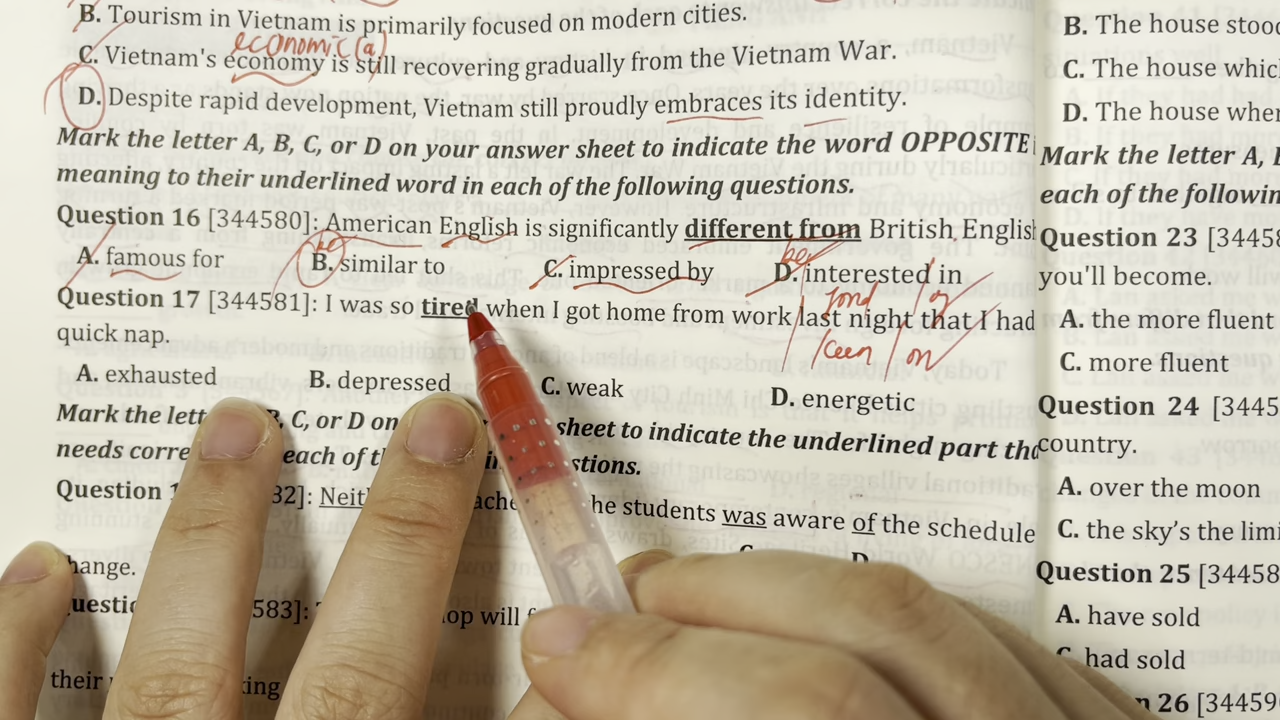 B. Tourism in Vietnam is primarily focused on modern cities.
economic (a)
C. Vietnam's economy is still recovering gradually from the Vietnam War.
D. Despite rapid development, Vietnam still proudly embraces its identity.
Mark the letter A, B, C, or D on your answer sheet to indicate the word OPPOSITE
meaning to their underlined word in each of the following questions.
Question 16 [344580]: American English is significantly different from British Englis
be
be
A. famous for B. similar to C. impressed by D. interested in
fond of
keen on
Question 17 [344581]: I was so tired when I got home from work last night that I had
quick nap.
A. exhausted B. depressed C. weak D. energetic
Mark the lett B, C, or D on sheet to indicate the underlined part tha
needs corre each of stions.
Question he students was aware of the schedule
hange.
583]: op will
their
B. The house stood
C. The house whic
D. The house when
Mark the letter A,
each of the followin
Question 23 [3445
you'll become.
A. the more fluent
C. more fluent
Question 24 [3445
country.
A. over the moon
C. the sky's the limi
Question 25 [34458
A. have sold
C. had sold
n 26 [34459